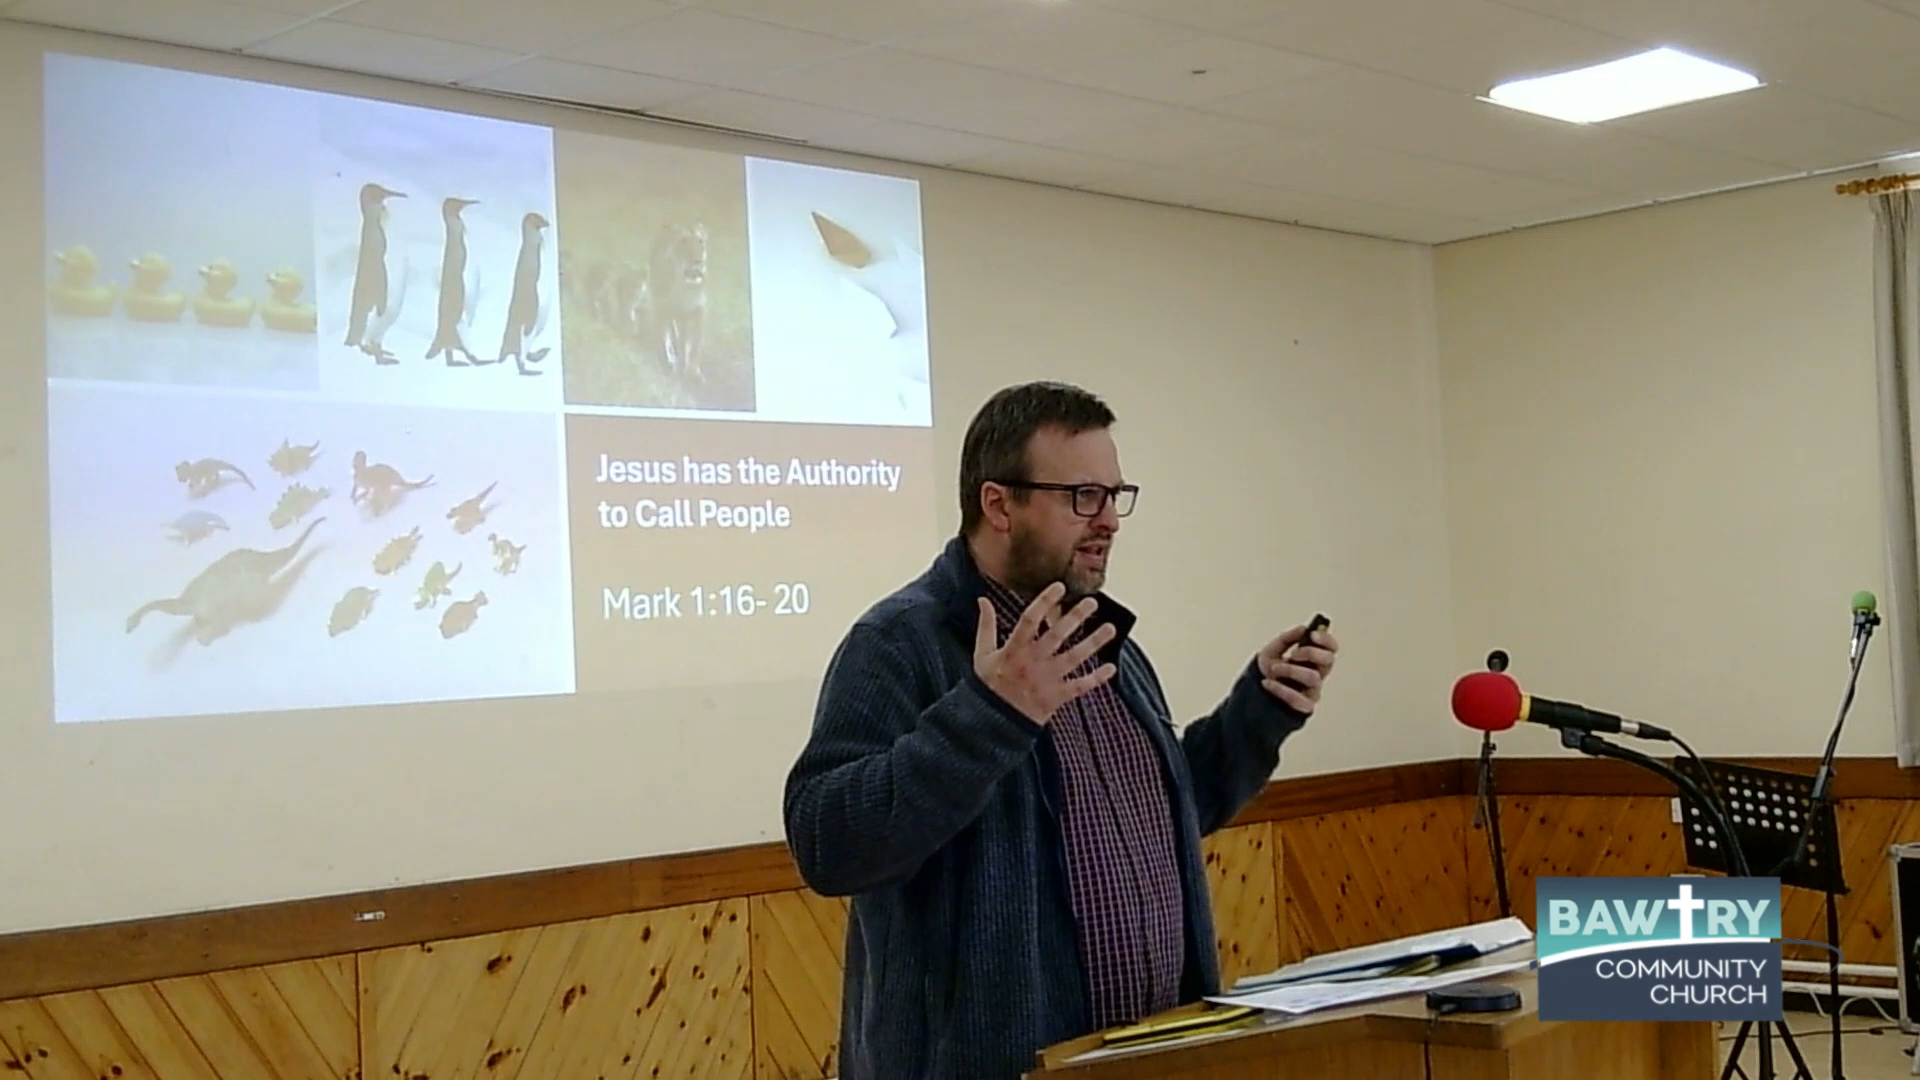 Jesus has the Authority
to Call People
Mark 1:16- 20
BAWTRY
COMMUNITY
CHURCH